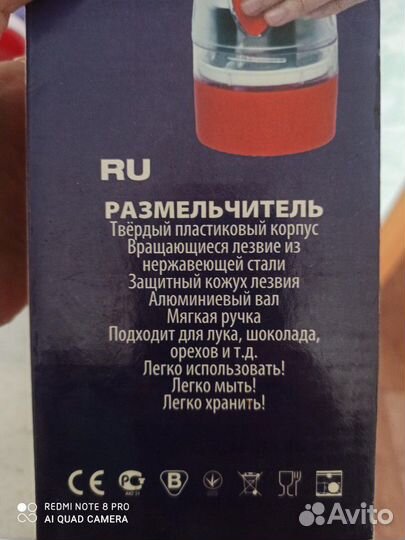 RU
РАЗМЕЛЬЧИТЕЛЬ
Твёрдый пластиковый корпус
Вращающиеся лезвие из
нержавеющей стали
Защитный кожух лезвия
Алюминиевый вал
Мягкая ручка
Подходит для лука, шоколада,
орехов и т.д.
Легко использовать!
Легко мыть!
Легко хранить!
CE
B
REDMI NOTE 8 PRO
AI QUAD CAMERA
Avito